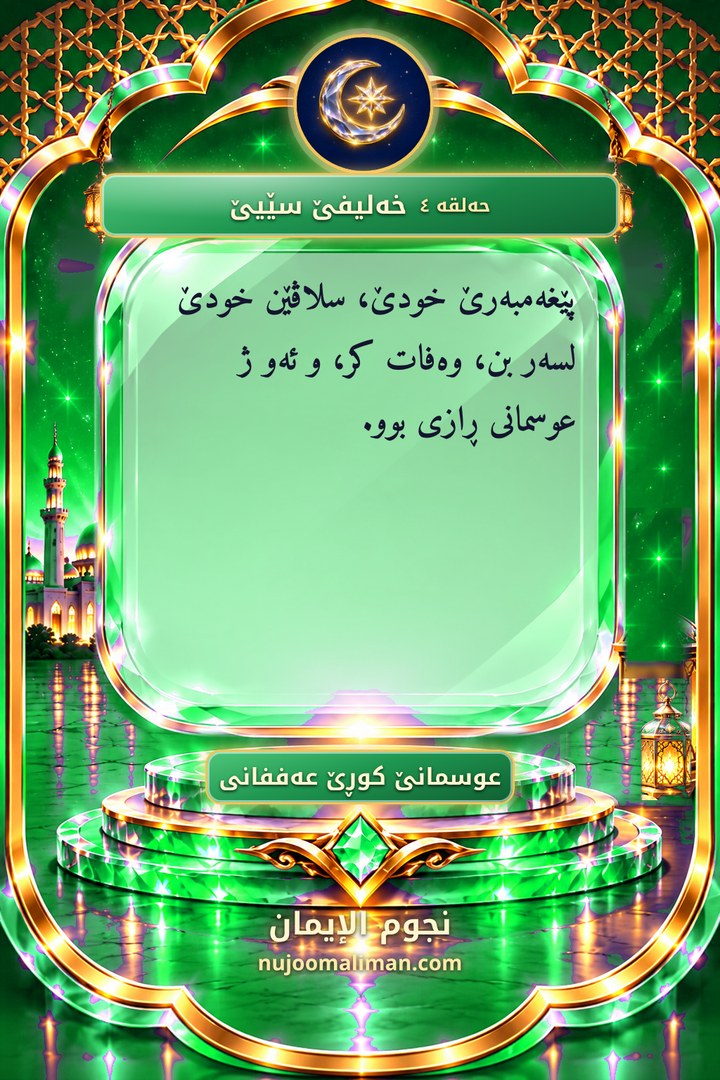 حەلقە ٤ خەلیفێ سێیێ
پێغەمبەرێ خودێ، سلاڤێن خودێ
لسەر بن، وەفات کر، و ئەو ژ
عوسمانی ڕازی بوو.
عوسمانێ کوڕێ عەففانی
نجوم الإيمان
nujoomaliman.com